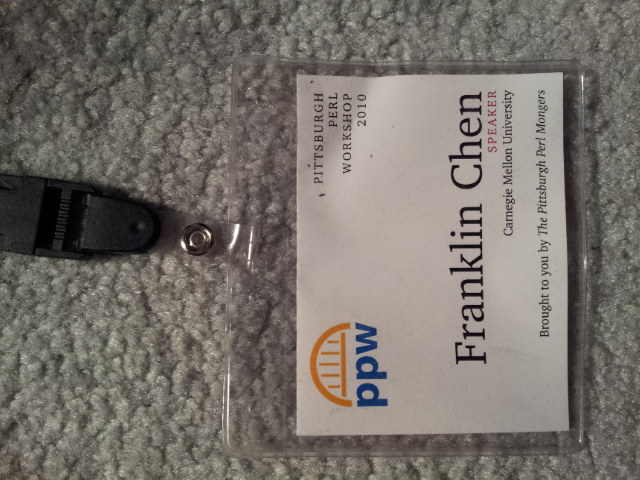 ppw
PITTSBURGH
PERL
WORKSHOP
2010
Franklin Chen
SPEAKER
Carnegie Mellon University
Brought to you by The Pittsburgh Perl Mongers